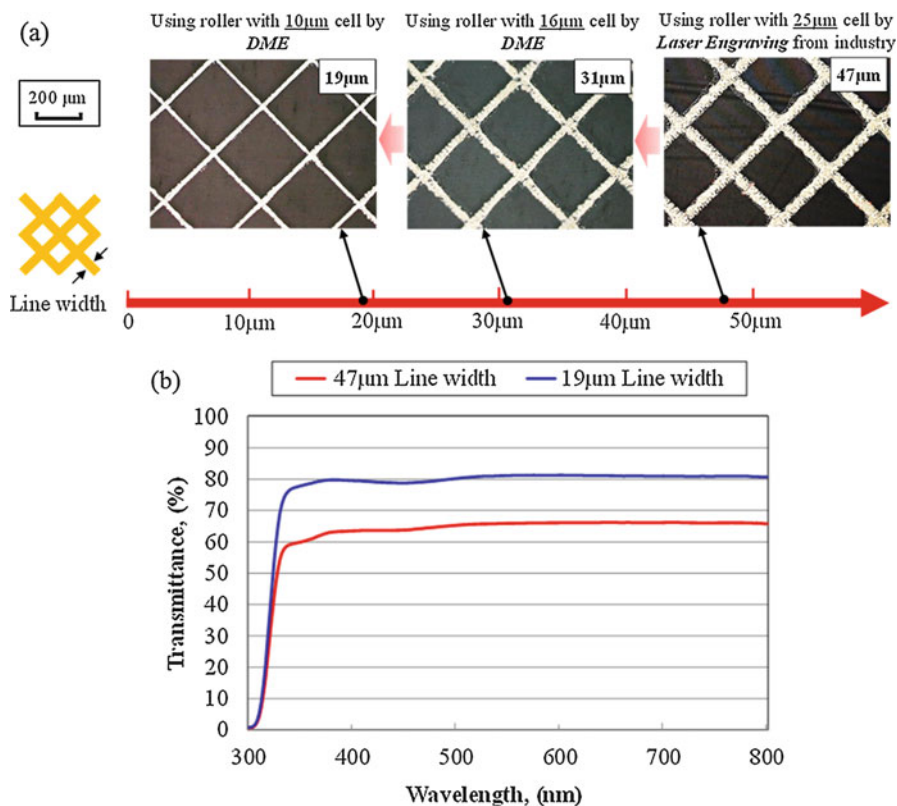 (a)
Using roller with 10μm cell by
DME
Using roller with 16μm cell by
DME
Using roller with 25μm cell by
Laser Engraving from industry
200 μm
19μm
31μm
47μm
Line width
0 10μm 20μm 30μm 40μm 50μm
(b)
47μm Line width 19μm Line width
Transmittance, (%)
100
90
80
70
60
50
40
30
20
10
0
300 400 500 600 700 800
Wavelength, (nm)